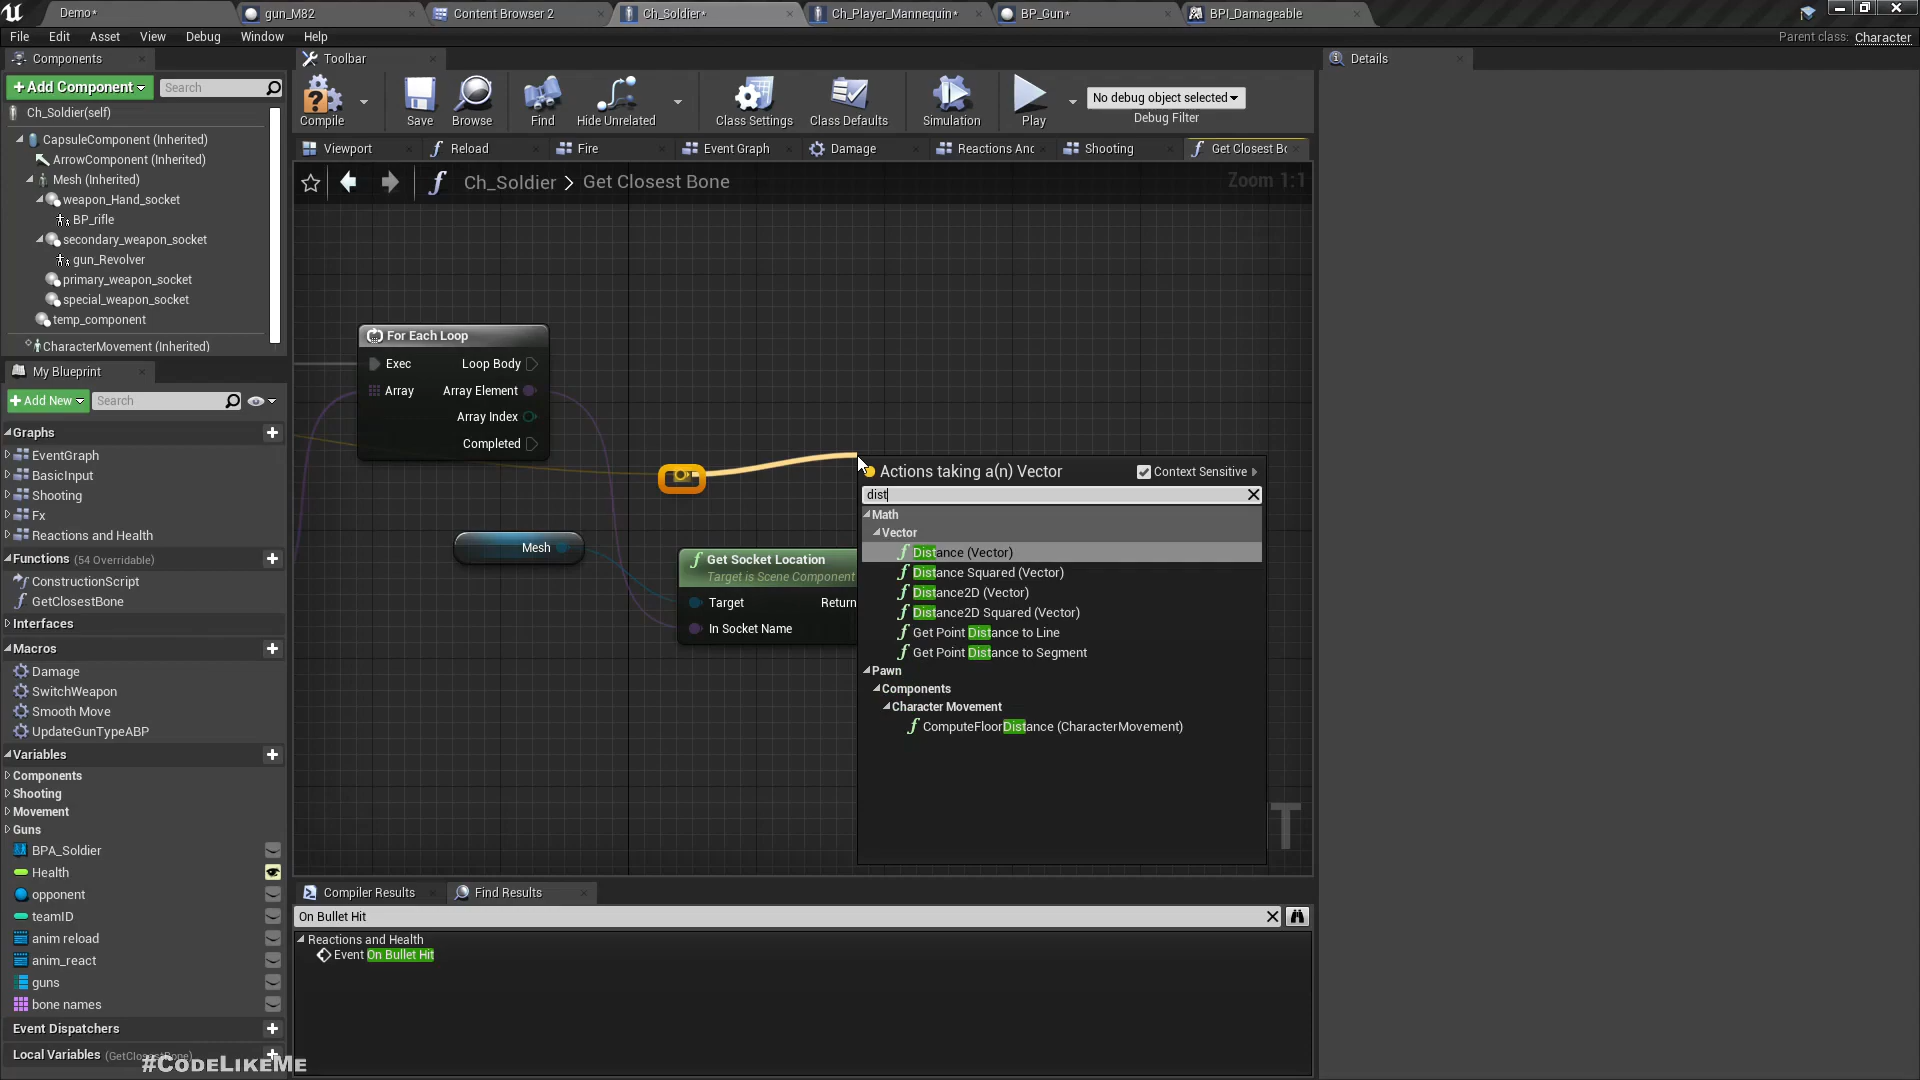 Demo*
gun_M82
Content Browser 2
Ch_Soldier*
Ch_Player_Mannequin*
BP_Gun*
BPI_Damageable
File Edit Asset View Debug Window Help
Parent class: Character
Components
Toolbar
Details
+Add Component
Search
Compile
Save
Browse
Find
Hide Unrelated
Class Settings
Class Defaults
Simulation
Play
No debug object selected
Debug Filter
Ch_Soldier(self)
CapsuleComponent (Inherited)
ArrowComponent (Inherited)
Mesh (Inherited)
weapon_Hand_socket
BP_rifle
secondary_weapon_socket
gun_Revolver
primary_weapon_socket
special_weapon_socket
temp_component
CharacterMovement (Inherited)
Viewport
Reload
Fire
Event Graph
Damage
Reactions And
Shooting
Get Closest Bo
Ch_Soldier > Get Closest Bone
Zoom 1:1
My Blueprint
+Add New
Search
Graphs
EventGraph
BasicInput
Shooting
Fx
Reactions and Health
Functions (54 Overridable)
ConstructionScript
GetClosestBone
Interfaces
Macros
Damage
SwitchWeapon
Smooth Move
UpdateGunTypeABP
Variables
Components
Shooting
Movement
Guns
BPA_Soldier
Health
opponent
teamID
anim reload
anim_react
guns
bone names
Event Dispatchers
Local Variables (GetClosestBone)
#CodeLikeMe
For Each Loop
Exec
Loop Body
Array
Array Element
Array Index
Completed
Mesh
Get Socket Location
Target is Scene Component
Target
Return
In Socket Name
Actions taking a(n) Vector
Context Sensitive
dist
Math
Vector
Distance (Vector)
Distance Squared (Vector)
Distance2D (Vector)
Distance2D Squared (Vector)
Get Point Distance to Line
Get Point Distance to Segment
Pawn
Components
Character Movement
ComputeFloorDistance (CharacterMovement)
T
Compiler Results
Find Results
On Bullet Hit
Reactions and Health
Event On Bullet Hit